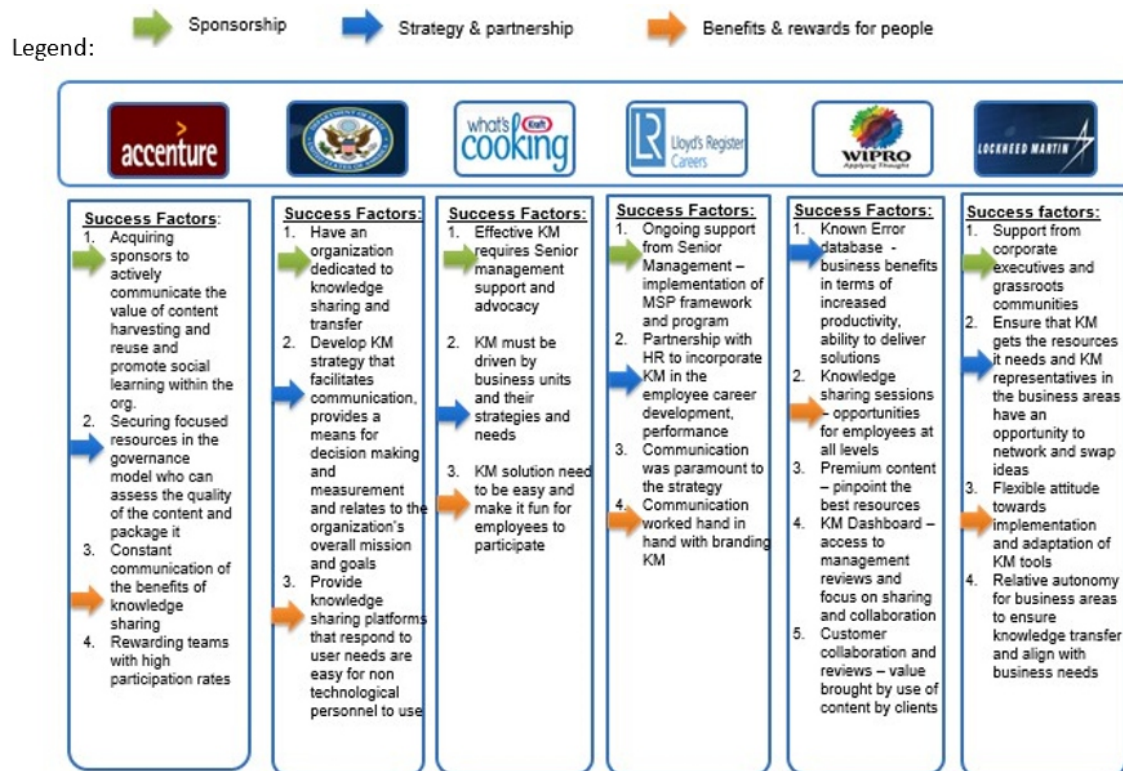 Sponsorship
Strategy & partnership
Benefits & rewards for people
Legend:
>
accenture
DEPARTMENT OF STATE
UNITED STATES OF AMERICA
what's
Kraft
cooking
LR
Lloyd's Register
Careers
WIPRO
Applying Thought
LOCKHEED MARTIN
Success Factors:
1. Acquiring
sponsors to
actively
communicate the
value of content
harvesting and
reuse and
promote social
learning within the
org.
2. Securing focused
resources in the
governance
model who can
assess the quality
of the content and
package it
3. Constant
communication of
the benefits of
knowledge
sharing
4. Rewarding teams
with high
participation rates
Success Factors:
1. Have an
organization
dedicated to
knowledge
sharing and
transfer
2. Develop KM
strategy that
facilitates
communication,
provides a
means for
decision making
and
measurement
and relates to the
organization's
overall mission
and goals
3. Provide
knowledge
sharing platforms
that respond to
user needs are
easy for non
technological
personnel to use
Success Factors:
1. Effective KM
requires Senior
management
support and
advocacy
2. KM must be
driven by
business units
and their
strategies and
needs
3. KM solution need
to be easy and
make it fun for
employees to
participate
Success Factors:
1. Ongoing support
from Senior
Management –
implementation of
MSP framework
and program
2. Partnership with
HR to incorporate
KM in the
employee career
development,
performance
3. Communication
was paramount to
the strategy
4. Communication
worked hand in
hand with branding
KM
Success Factors:
1. Known Error
database -
business benefits
in terms of
increased
productivity,
ability to deliver
solutions
2. Knowledge
sharing sessions
– opportunities
for employees at
all levels
3. Premium content
– pinpoint the
best resources
4. KM Dashboard –
access to
management
reviews and
focus on sharing
and collaboration
5. Customer
collaboration and
reviews – value
brought by use of
content by clients
Success factors:
1. Support from
corporate
executives and
grassroots
communities
2. Ensure that KM
gets the resources
it needs and KM
representatives in
the business areas
have an
opportunity to
network and swap
ideas
3. Flexible attitude
towards
implementation
and adaptation of
KM tools
4. Relative autonomy
for business areas
to ensure
knowledge transfer
and align with
business needs